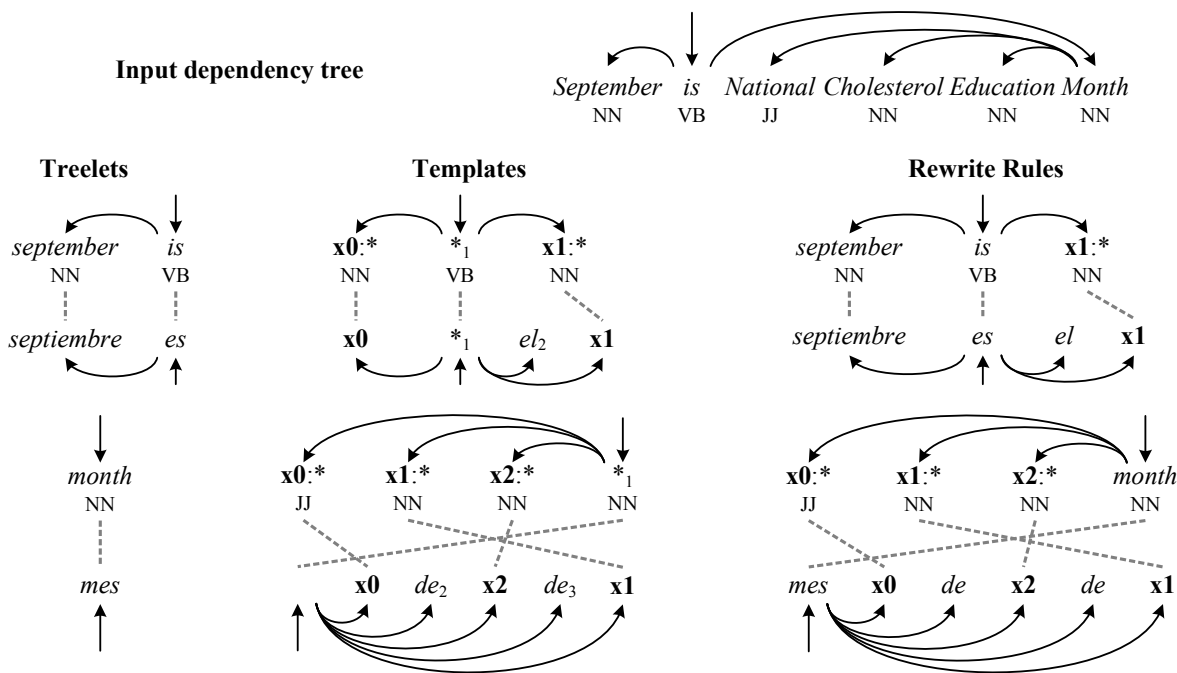 Input dependency tree
September is National Cholesterol Education Month
NN VB JJ NN NN NN
Treelets Templates Rewrite Rules
september is x0:* *1 x1:* september is x1:*
NN VB NN VB NN NN VB NN
septiembre es x0 *1 el2 x1 septiembre es el x1
month x0:* x1:* x2:* *1 x0:* x1:* x2:* month
NN JJ NN NN NN JJ NN NN NN
mes x0 de2 x2 de3 x1 mes x0 de x2 de x1